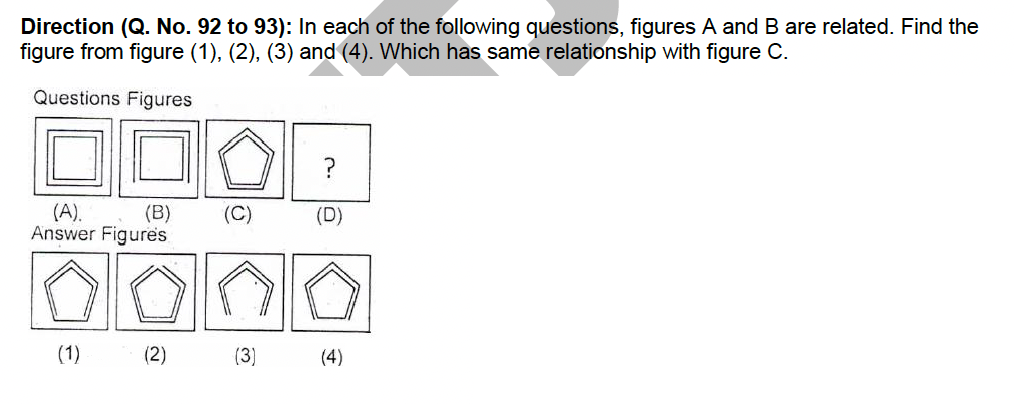 Direction (Q. No. 92 to 93): In each of the following questions, figures A and B are related. Find the
figure from figure (1), (2), (3) and (4). Which has same relationship with figure C.
Questions Figures
?
(A). (B) (C) (D)
Answer Figures
(1) (2) (3) (4)